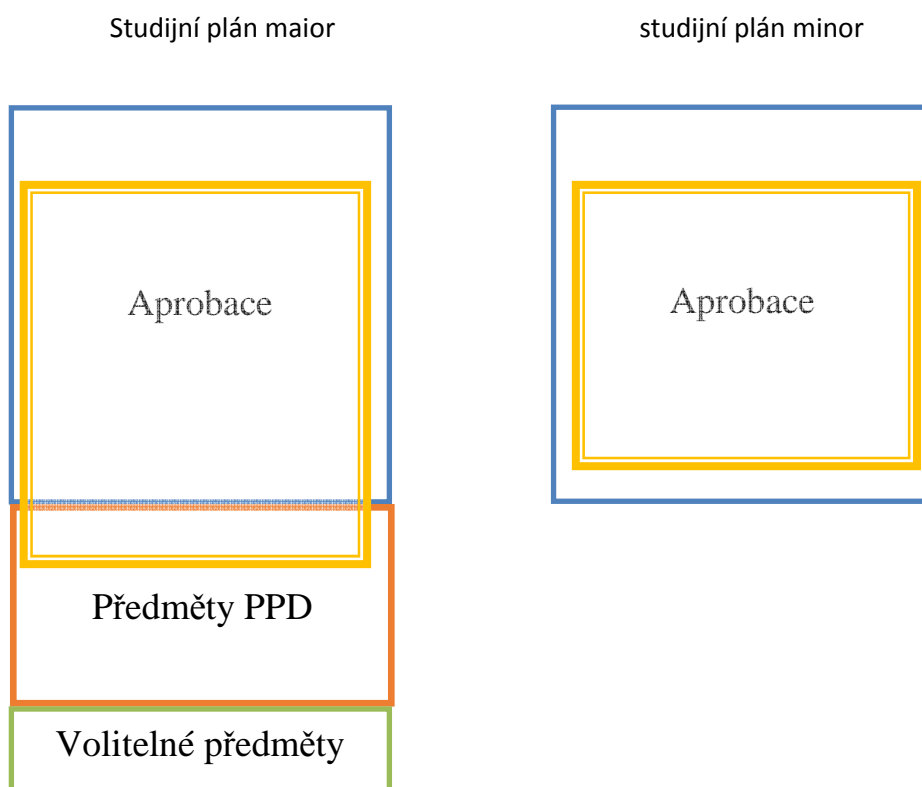 Studijní plán maior
studijní plán minor
Aprobace
Aprobace
Předměty PPD
Volitelné předměty